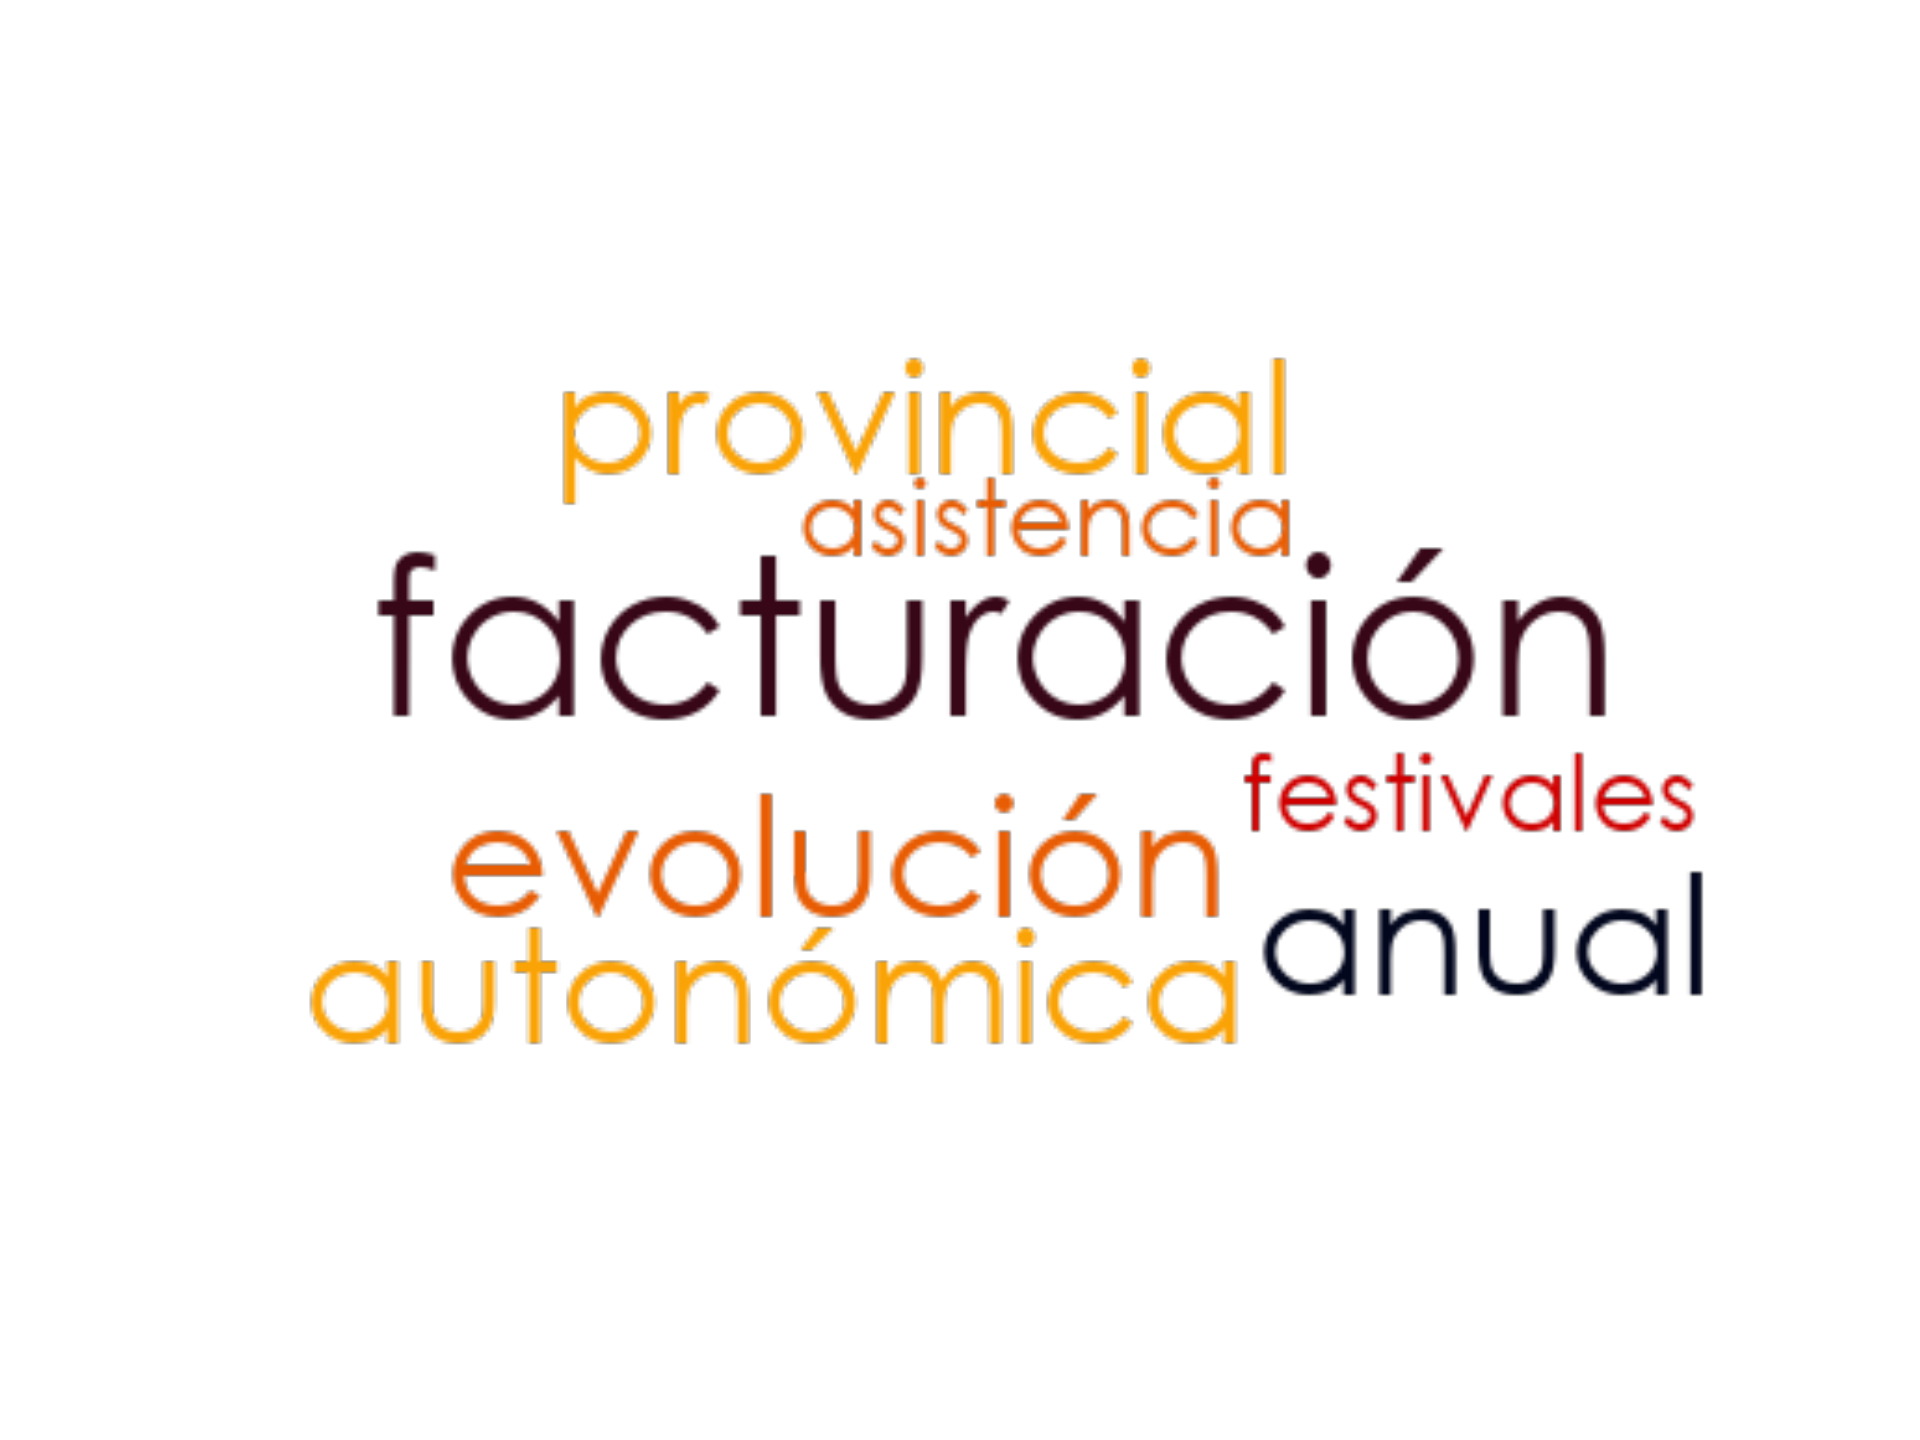 provincial
asistencia
facturación
festivales
evolución
anual
autonómica